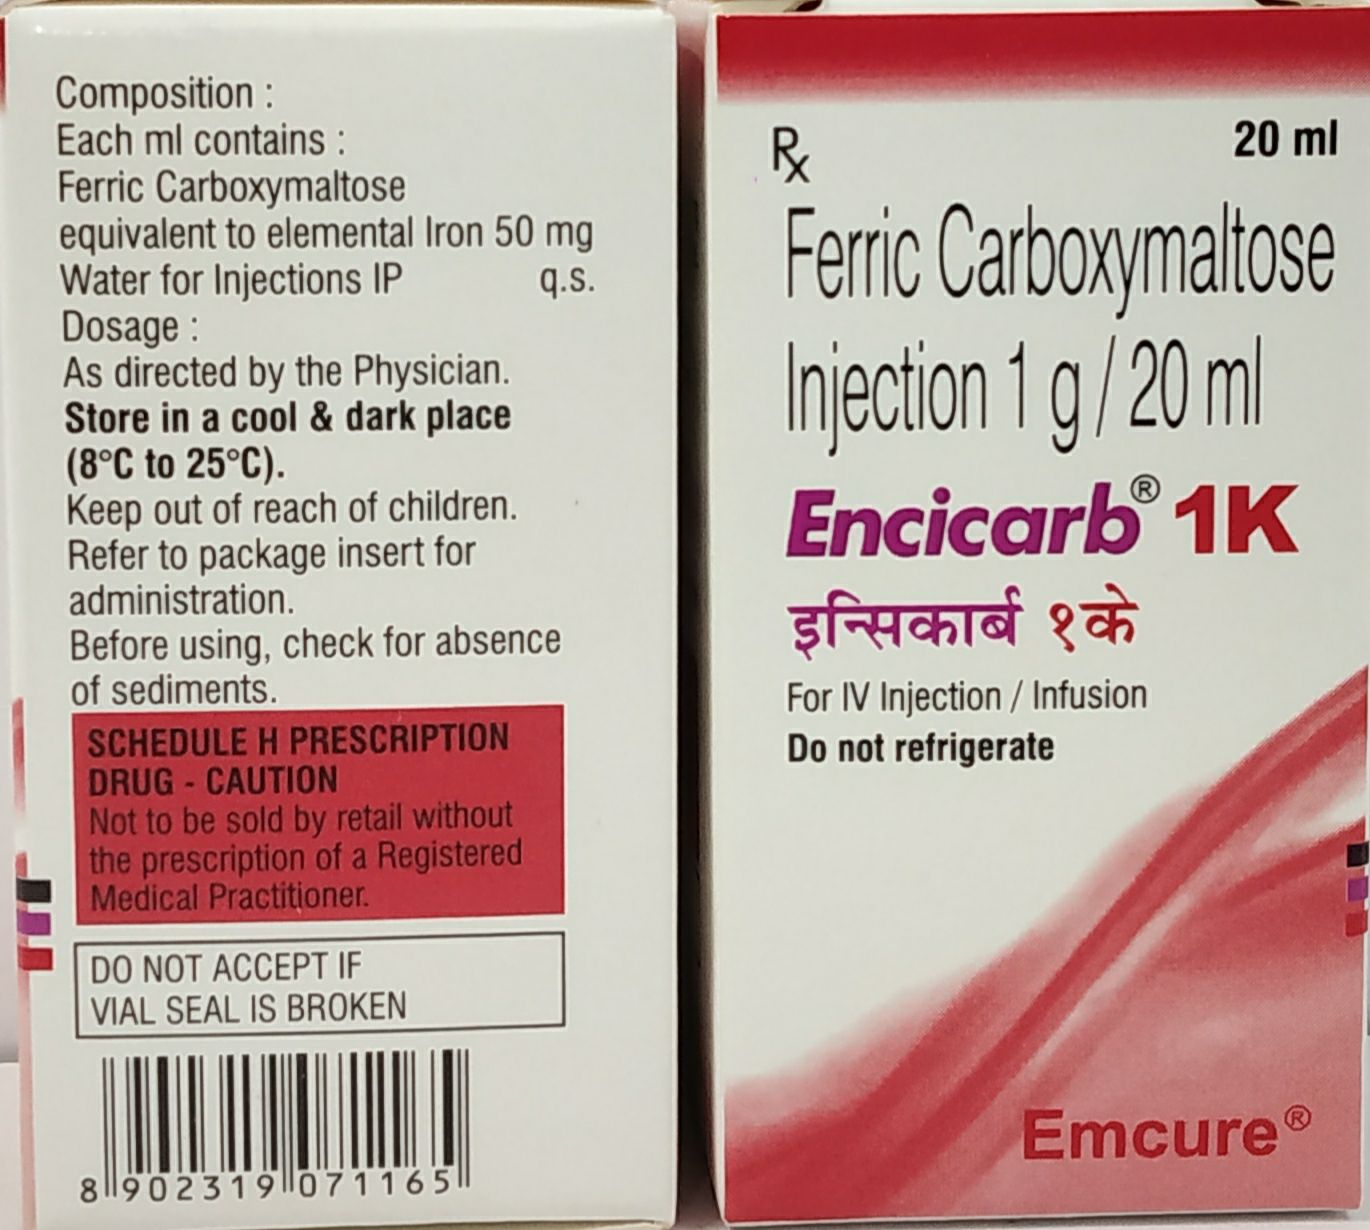 Composition :
Each ml contains :
Ferric Carboxymaltose
equivalent to elemental Iron 50 mg
Water for Injections IP q.s.
Dosage :
As directed by the Physician.
Store in a cool & dark place
(8°C to 25°C).
Keep out of reach of children.
Refer to package insert for
administration.
Before using, check for absence
of sediments.
SCHEDULE H PRESCRIPTION
DRUG - CAUTION
Not to be sold by retail without
the prescription of a Registered
Medical Practitioner.
DO NOT ACCEPT IF
VIAL SEAL IS BROKEN
8 902319 071165
Rx 20 ml
Ferric Carboxymaltose
Injection 1 g / 20 ml
Encicarb® 1K
इन्सिकार्ब १के
For IV Injection / Infusion
Do not refrigerate
Emcure®